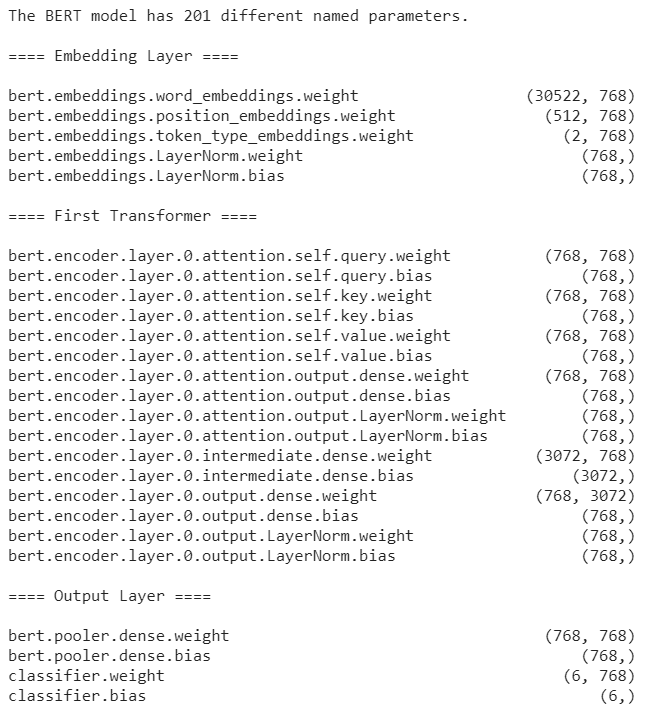 The BERT model has 201 different named parameters.
==== Embedding Layer ====
bert.embeddings.word_embeddings.weight (30522, 768)
bert.embeddings.position_embeddings.weight (512, 768)
bert.embeddings.token_type_embeddings.weight (2, 768)
bert.embeddings.LayerNorm.weight (768,)
bert.embeddings.LayerNorm.bias (768,)
==== First Transformer ====
bert.encoder.layer.0.attention.self.query.weight (768, 768)
bert.encoder.layer.0.attention.self.query.bias (768,)
bert.encoder.layer.0.attention.self.key.weight (768, 768)
bert.encoder.layer.0.attention.self.key.bias (768,)
bert.encoder.layer.0.attention.self.value.weight (768, 768)
bert.encoder.layer.0.attention.self.value.bias (768,)
bert.encoder.layer.0.attention.output.dense.weight (768, 768)
bert.encoder.layer.0.attention.output.dense.bias (768,)
bert.encoder.layer.0.attention.output.LayerNorm.weight (768,)
bert.encoder.layer.0.attention.output.LayerNorm.bias (768,)
bert.encoder.layer.0.intermediate.dense.weight (3072, 768)
bert.encoder.layer.0.intermediate.dense.bias (3072,)
bert.encoder.layer.0.output.dense.weight (768, 3072)
bert.encoder.layer.0.output.dense.bias (768,)
bert.encoder.layer.0.output.LayerNorm.weight (768,)
bert.encoder.layer.0.output.LayerNorm.bias (768,)
==== Output Layer ====
bert.pooler.dense.weight (768, 768)
bert.pooler.dense.bias (768,)
classifier.weight (6, 768)
classifier.bias (6,)